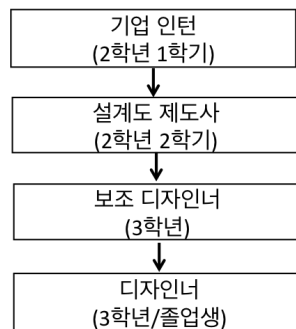 기업 인턴
(2학년 1학기)
설계도 제도사
(2학년 2학기)
보조 디자인너
(3학년)
디자인너
(3학년/졸업생)